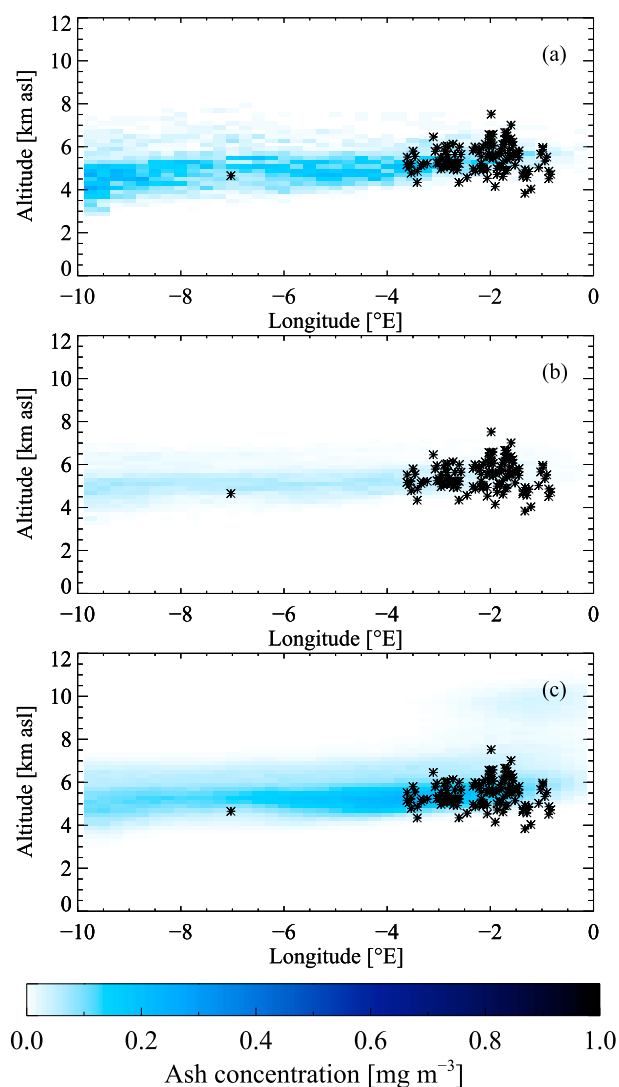 12
10
8
6
4
2
0
Altitude [km asl]
(a)
−10 −8 −6 −4 −2 0
Longitude [°E]
12
10
8
6
4
2
0
Altitude [km asl]
(b)
−10 −8 −6 −4 −2 0
Longitude [°E]
12
10
8
6
4
2
0
Altitude [km asl]
(c)
−10 −8 −6 −4 −2 0
Longitude [°E]
0.0 0.2 0.4 0.6 0.8 1.0
Ash concentration [mg m⁻³]